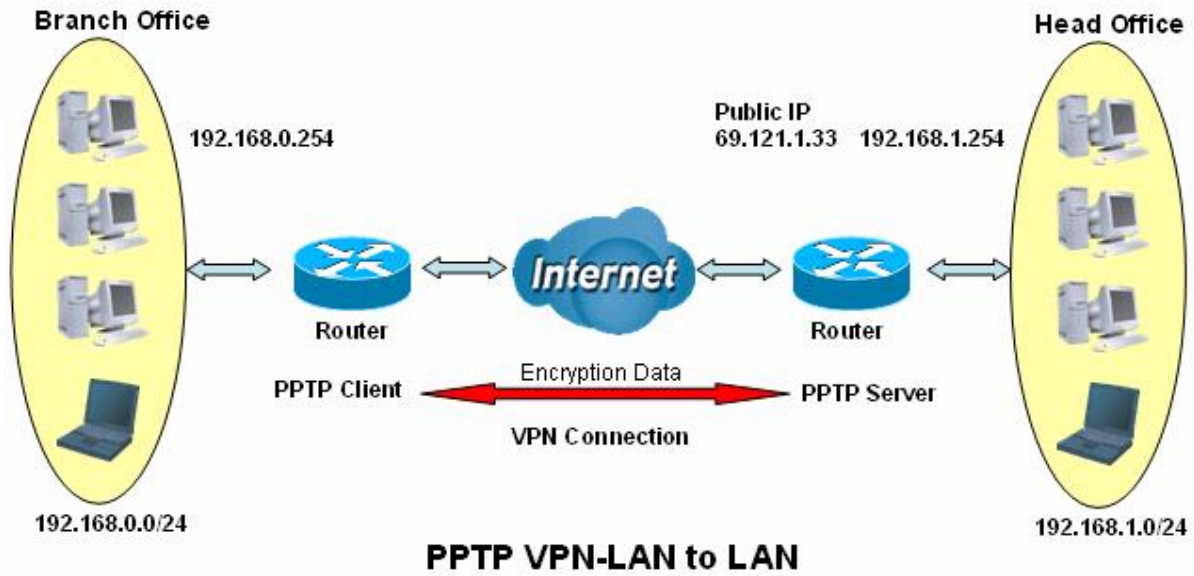 Branch Office
Head Office
Public IP
69.121.1.33
192.168.0.254
192.168.1.254
Internet
Router
Router
PPTP Client
Encryption Data
PPTP Server
VPN Connection
192.168.0.0/24
192.168.1.0/24
PPTP VPN-LAN to LAN